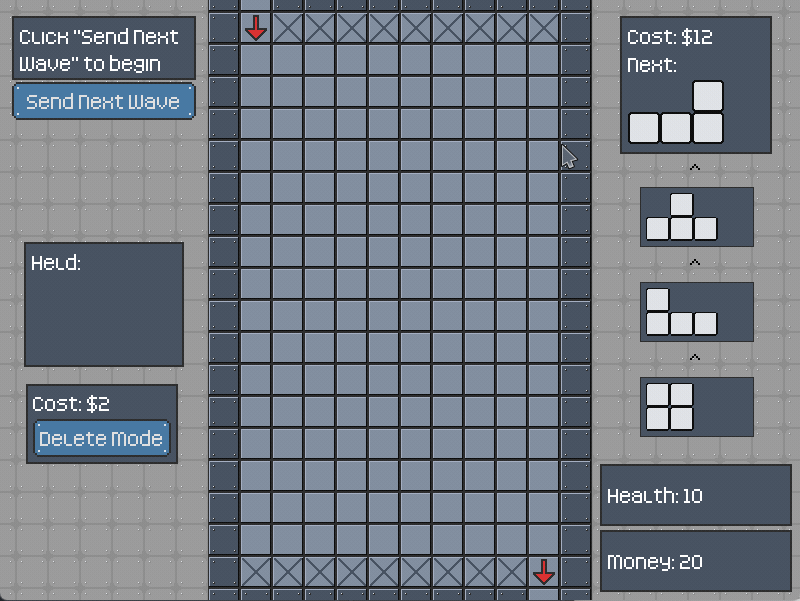 Click "Send Next
Wave" to begin
Send Next Wave
Held:
Cost: $2
Delete Mode
Cost: $12
Next:
Health: 10
Money: 20